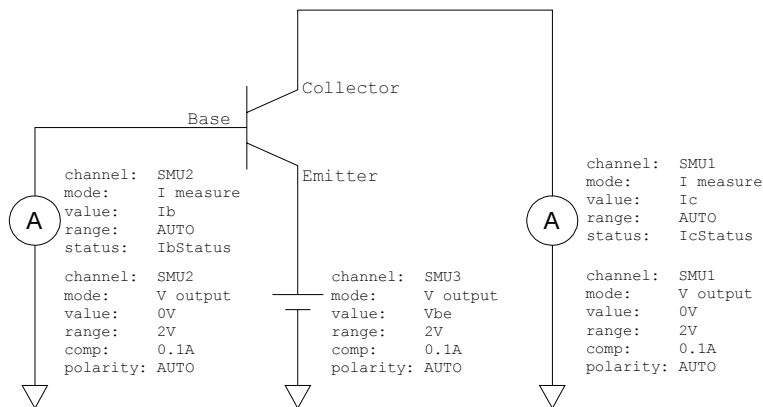 Collector
Base
Emitter
A
channel: SMU2
mode: I measure
value: Ib
range: AUTO
status: IbStatus
channel: SMU2
mode: V output
value: 0V
range: 2V
comp: 0.1A
polarity: AUTO
channel: SMU3
mode: V output
value: Vbe
range: 2V
comp: 0.1A
polarity: AUTO
A
channel: SMU1
mode: I measure
value: Ic
range: AUTO
status: IcStatus
channel: SMU1
mode: V output
value: 0V
range: 2V
comp: 0.1A
polarity: AUTO